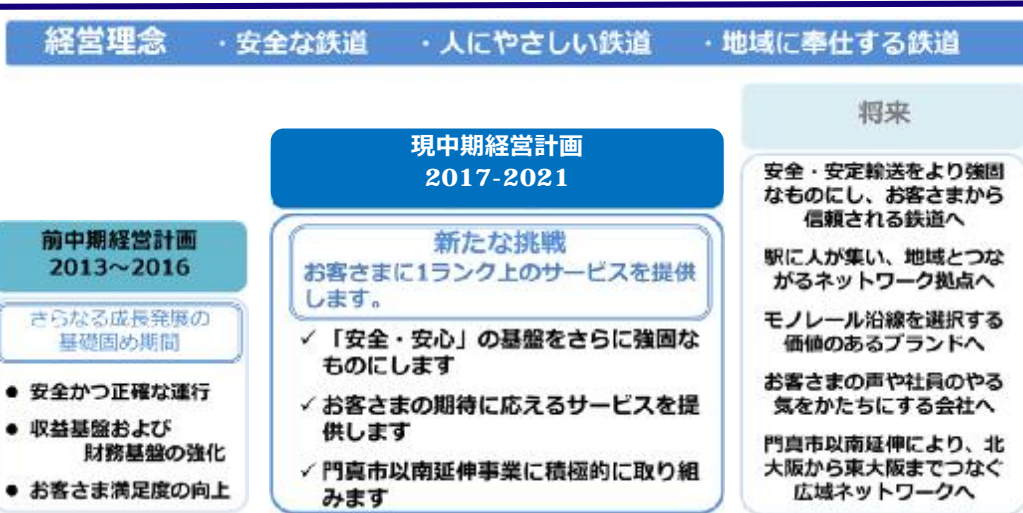 経営理念 ・安全な鉄道 ・人にやさしい鉄道 ・地域に奉仕する鉄道
前中期経営計画
2013～2016
さらなる成長発展の
基礎固め期間
● 安全かつ正確な運行
● 収益基盤および
財務基盤の強化
● お客さま満足度の向上
現中期経営計画
2017-2021
新たな挑戦
お客さまに1ランク上のサービスを提供
します。
✓ 「安全・安心」の基盤をさらに強固な
ものにします
✓ お客さまの期待に応えるサービスを提
供します
✓ 門真市以南延伸事業に積極的に取り組
みます
将来
安全・安定輸送をより強固
なものにし、お客さまから
信頼される鉄道へ
駅に人が集い、地域とつな
がるネットワーク拠点へ
モノレール沿線を選択する
価値のあるブランドへ
お客さまの声や社員のやる
気をかたちにする会社へ
門真市以南延伸により、北
大阪から東大阪までつなぐ
広域ネットワークへ